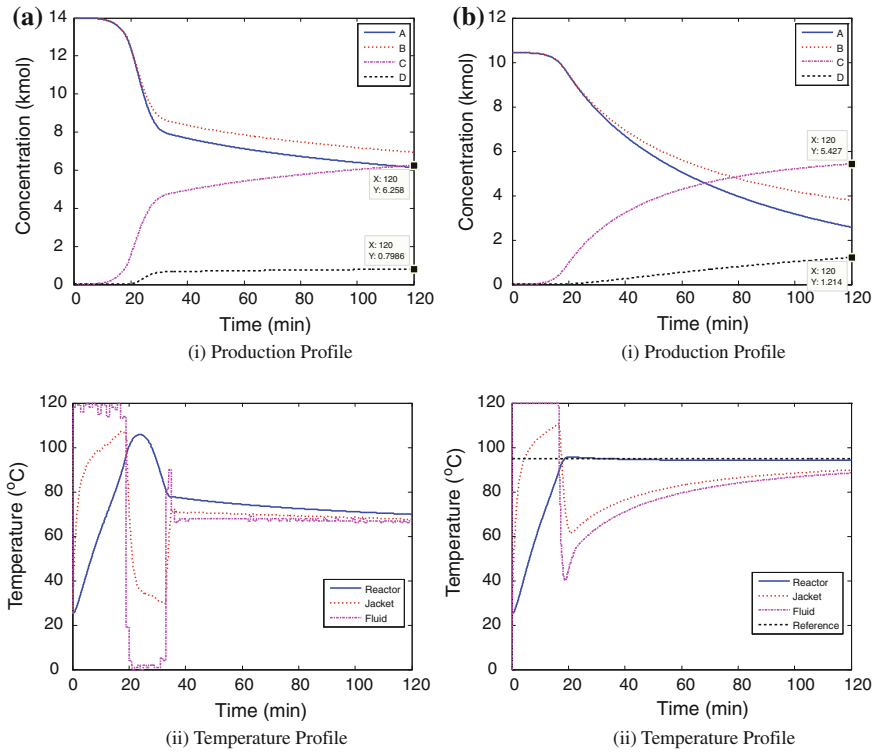 (a)
14
12
10
8
6
4
2
0
Concentration (kmol)
A
B
C
D
X: 120
Y: 6.258
X: 120
Y: 0.7986
0 20 40 60 80 100 120
Time (min)
(i) Production Profile
(b)
12
10
8
6
4
2
0
Concentration (kmol)
A
B
C
D
X: 120
Y: 5.427
X: 120
Y: 1.214
0 20 40 60 80 100 120
Time (min)
(i) Production Profile
120
100
80
60
40
20
0
Temperature (°C)
Reactor
Jacket
Fluid
0 20 40 60 80 100 120
Time (min)
(ii) Temperature Profile
120
100
80
60
40
20
0
Temperature (°C)
Reactor
Jacket
Fluid
Reference
0 20 40 60 80 100 120
Time (min)
(ii) Temperature Profile